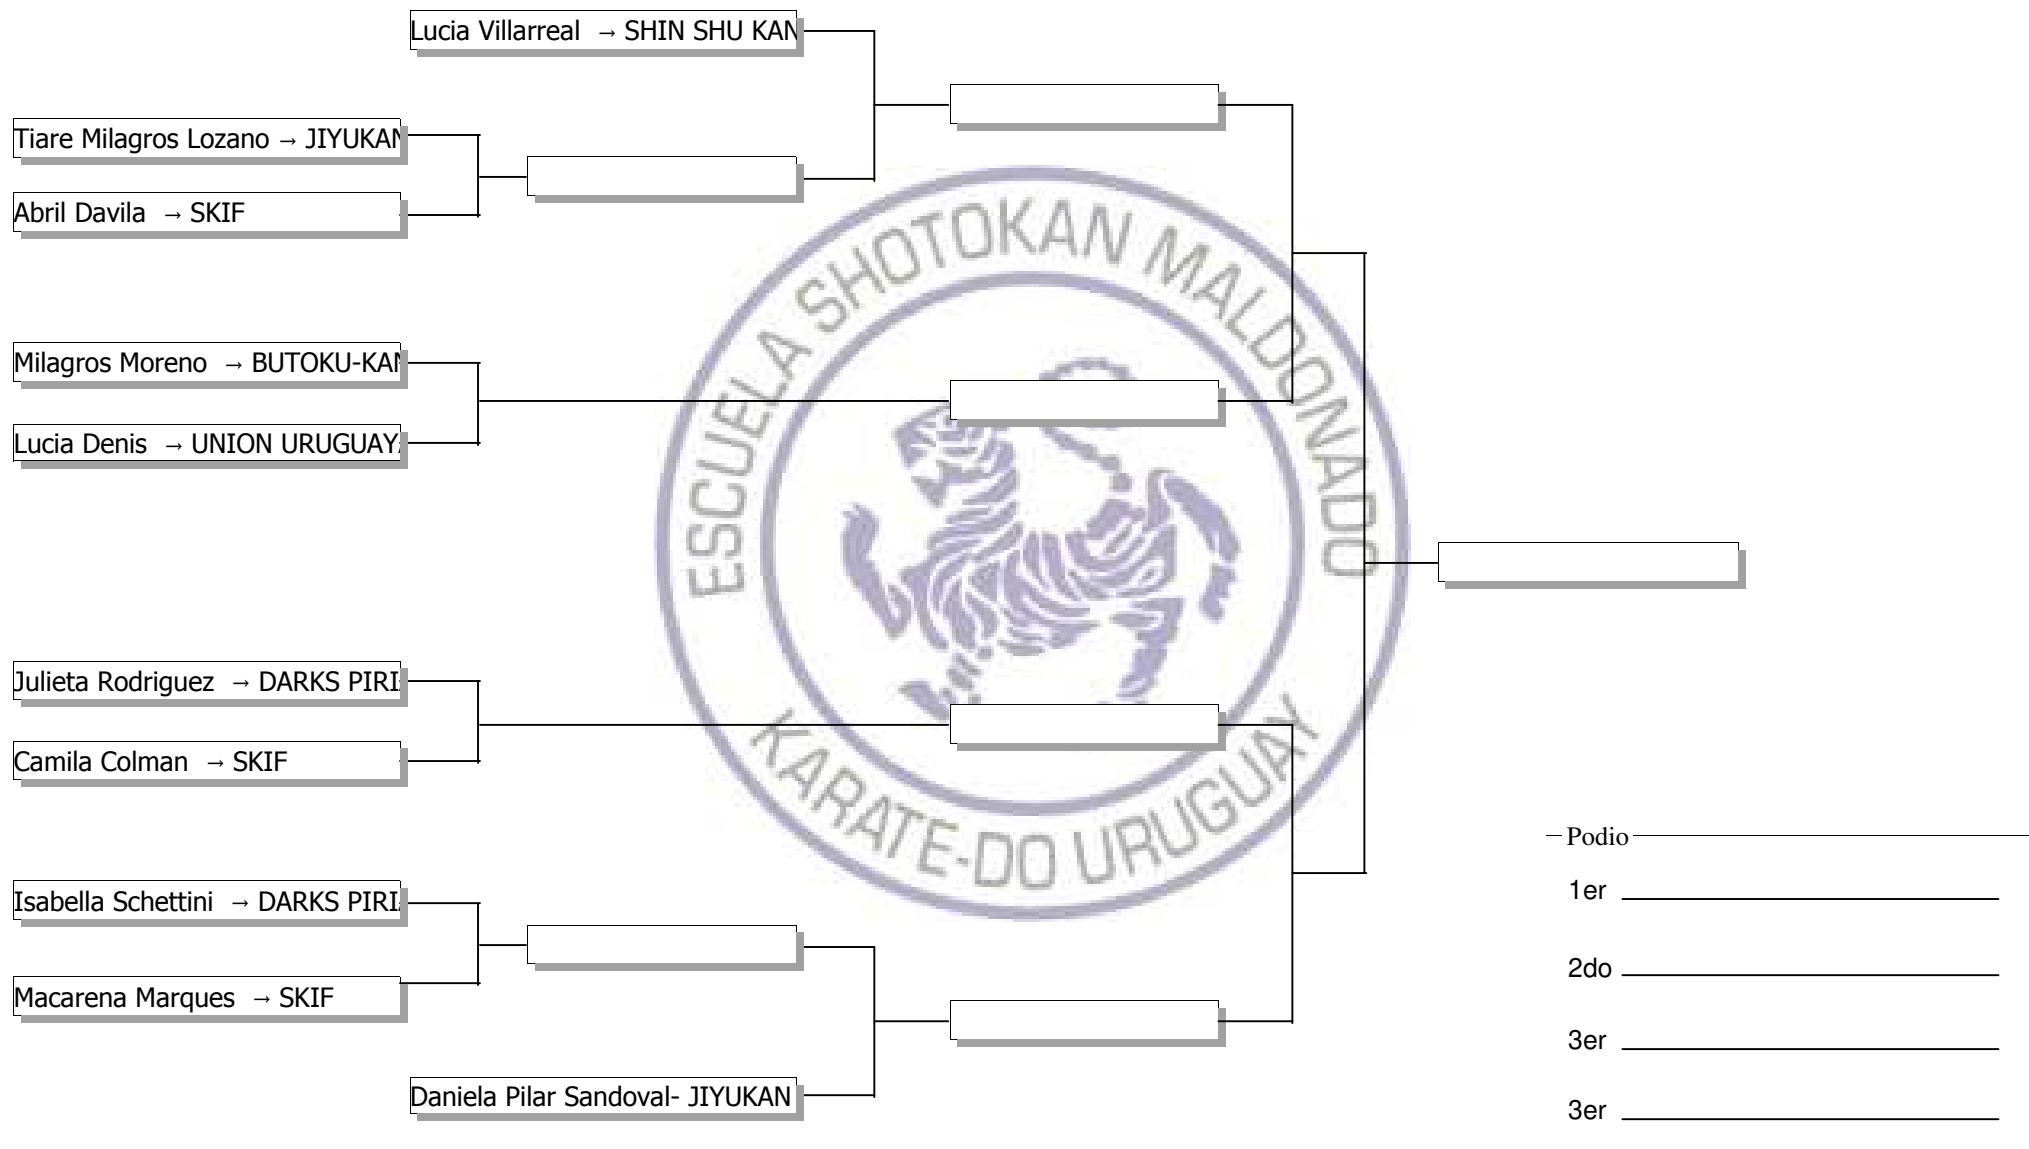 Lucia Villarreal → SHIN SHU KAN
Tiare Milagros Lozano → JIYUKAN
Abril Davila → SKIF
Milagros Moreno → BUTOKU-KAN
Lucia Denis → UNION URUGUAY
Julieta Rodriguez → DARKS PIRI
Camila Colman → SKIF
Isabella Schettini → DARKS PIRI
Macarena Marques → SKIF
Daniela Pilar Sandoval- JIYUKAN
ESCUELA SHOTOKAN MALDONADO
KARATE-DO URUGUAY
Podio
1er
2do
3er
3er